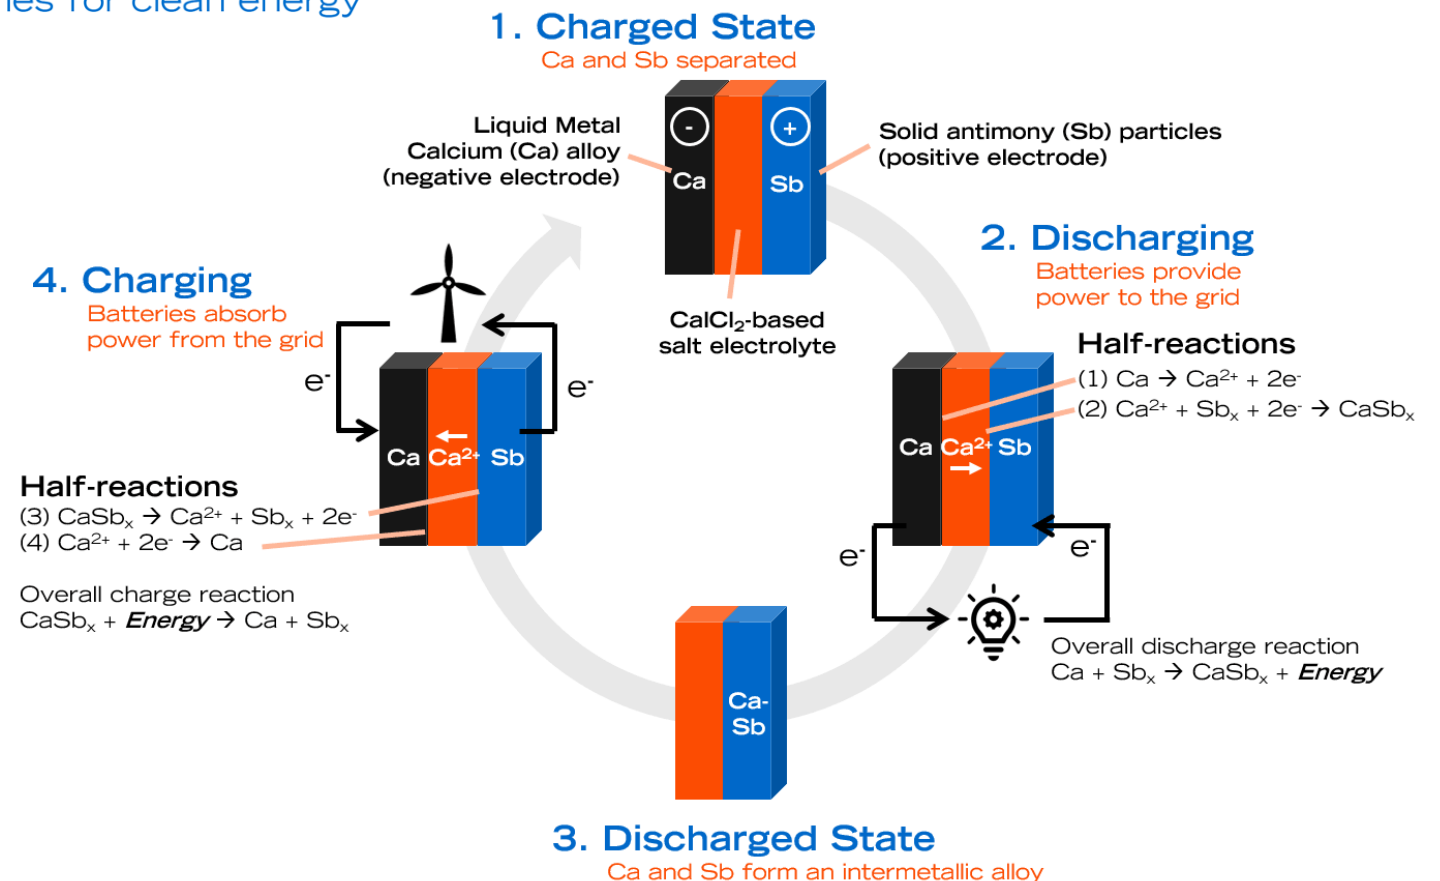 nes for clean energy
1. Charged State
Ca and Sb separated
Liquid Metal
Calcium (Ca) alloy
(negative electrode)
-
+
Ca
Sb
Solid antimony (Sb) particles
(positive electrode)
CalCl₂-based
salt electrolyte
2. Discharging
Batteries provide
power to the grid
Half-reactions
(1) Ca → Ca²⁺ + 2e⁻
(2) Ca²⁺ + Sbₓ + 2e⁻ → CaSbₓ
Ca Ca²⁺ Sb
→
e⁻
e⁻
Overall discharge reaction
Ca + Sbₓ → CaSbₓ + Energy
Ca-
Sb
3. Discharged State
Ca and Sb form an intermetallic alloy
4. Charging
Batteries absorb
power from the grid
e⁻
e⁻
←
Ca Ca²⁺ Sb
Half-reactions
(3) CaSbₓ → Ca²⁺ + Sbₓ + 2e⁻
(4) Ca²⁺ + 2e⁻ → Ca
Overall charge reaction
CaSbₓ + Energy → Ca + Sbₓ